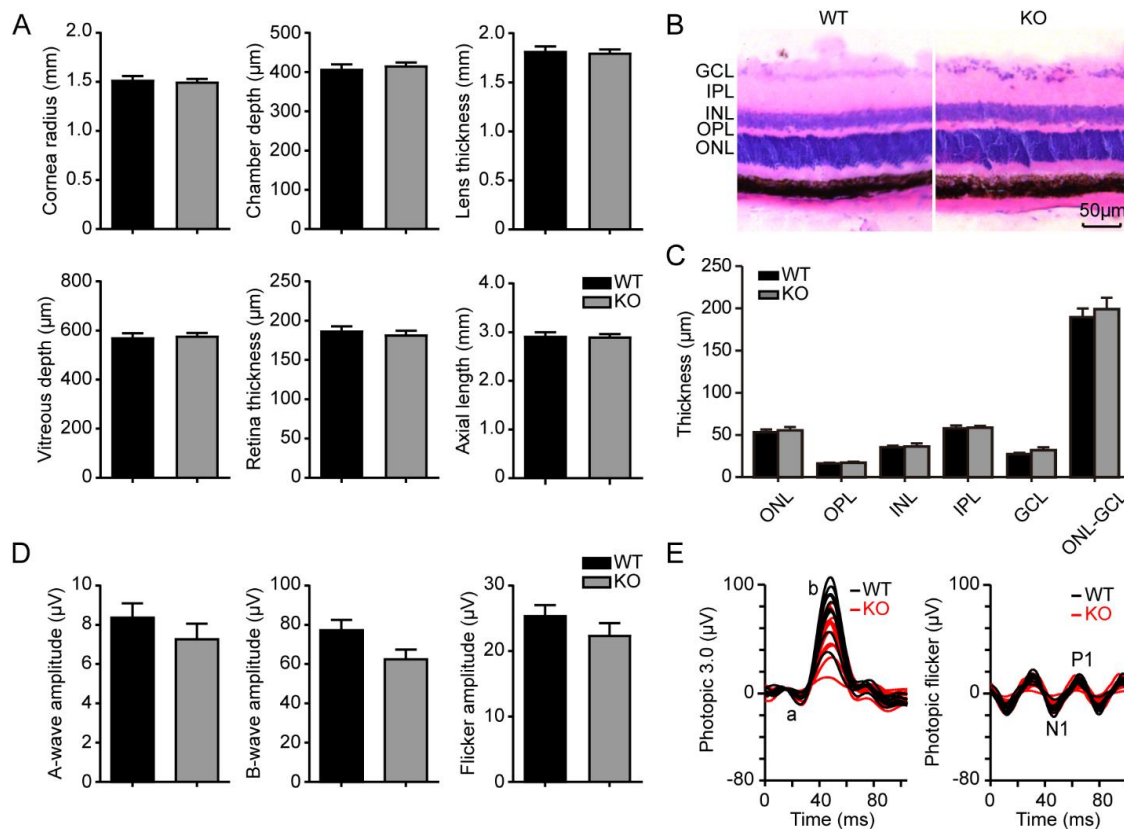 A
Cornea radius (mm)
2.0
1.5
1.0
0.5
0
Chamber depth (µm)
500
400
300
200
100
0
Lens thickness (mm)
2.0
1.6
1.2
0.8
0.4
0
Vitreous depth (µm)
800
600
400
200
0
Retina thickness (µm)
250
200
150
100
50
0
Axial length (mm)
4.0
3.0
2.0
1.0
0
WT
KO
B
WT
KO
GCL
IPL
INL
OPL
ONL
50µm
C
Thickness (µm)
250
200
150
100
50
0
WT
KO
ONL
OPL
INL
IPL
GCL
ONL-GCL
D
A-wave amplitude (µV)
10
8
6
4
2
0
B-wave amplitude (µV)
100
80
60
40
20
0
Flicker amplitude (µV)
30
20
10
0
WT
KO
E
Photopic 3.0 (µV)
100
0
-80
b
a
WT
KO
0
40
80
Time (ms)
Photopic flicker (µV)
100
0
-80
WT
KO
P1
N1
0
40
80
Time (ms)